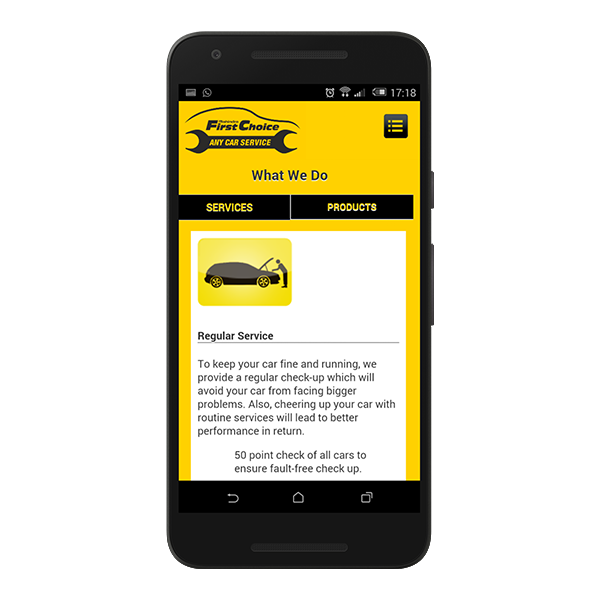 17:18
Mahindra
First Choice
ANY CAR SERVICE
What We Do
SERVICES PRODUCTS
Regular Service
To keep your car fine and running, we
provide a regular check-up which will
avoid your car from facing bigger
problems. Also, cheering up your car with
routine services will lead to better
performance in return.
50 point check of all cars to
ensure fault-free check up.